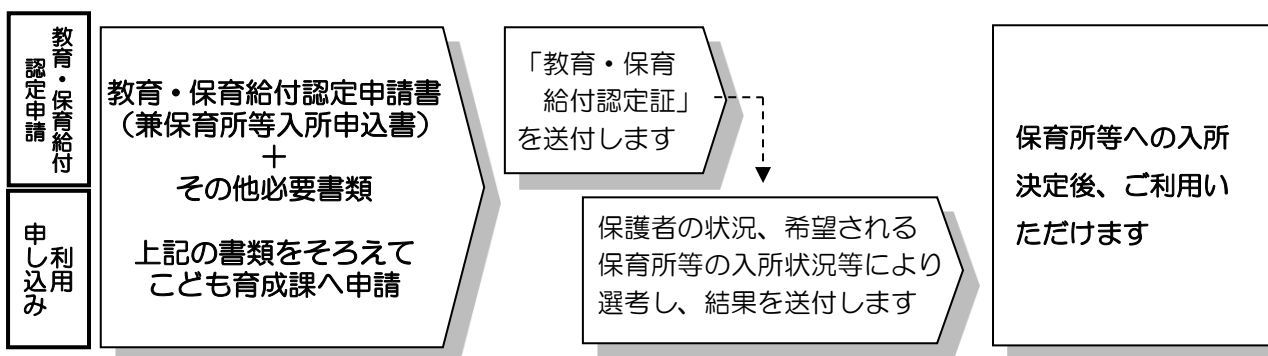 教育・保育給付
認定申請
利用
申し込み
教育・保育給付認定申請書
（兼保育所等入所申込書）
＋
その他必要書類
上記の書類をそろえて
こども育成課へ申請
「教育・保育
給付認定証」
を送付します
保護者の状況、希望される
保育所等の入所状況等により
選考し、結果を送付します
保育所等への入所
決定後、ご利用い
ただけます